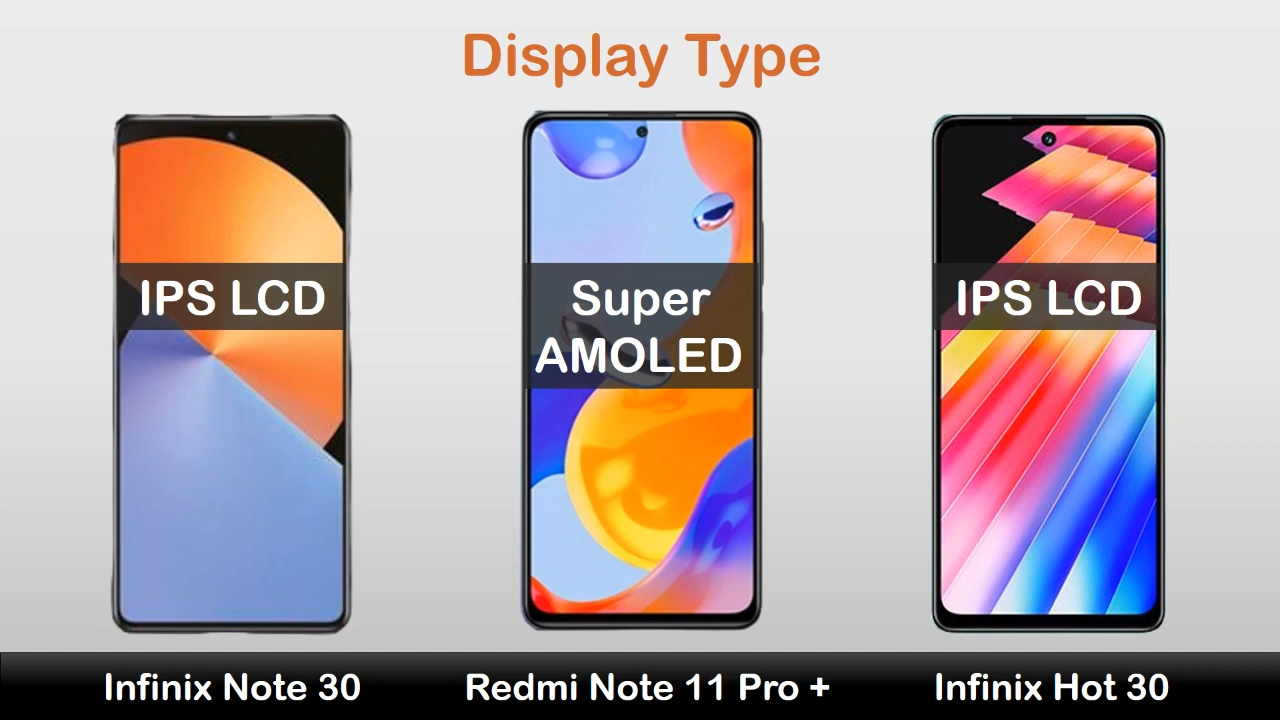 Display Type
IPS LCD
Super
AMOLED
IPS LCD
Infinix Note 30
Redmi Note 11 Pro +
Infinix Hot 30